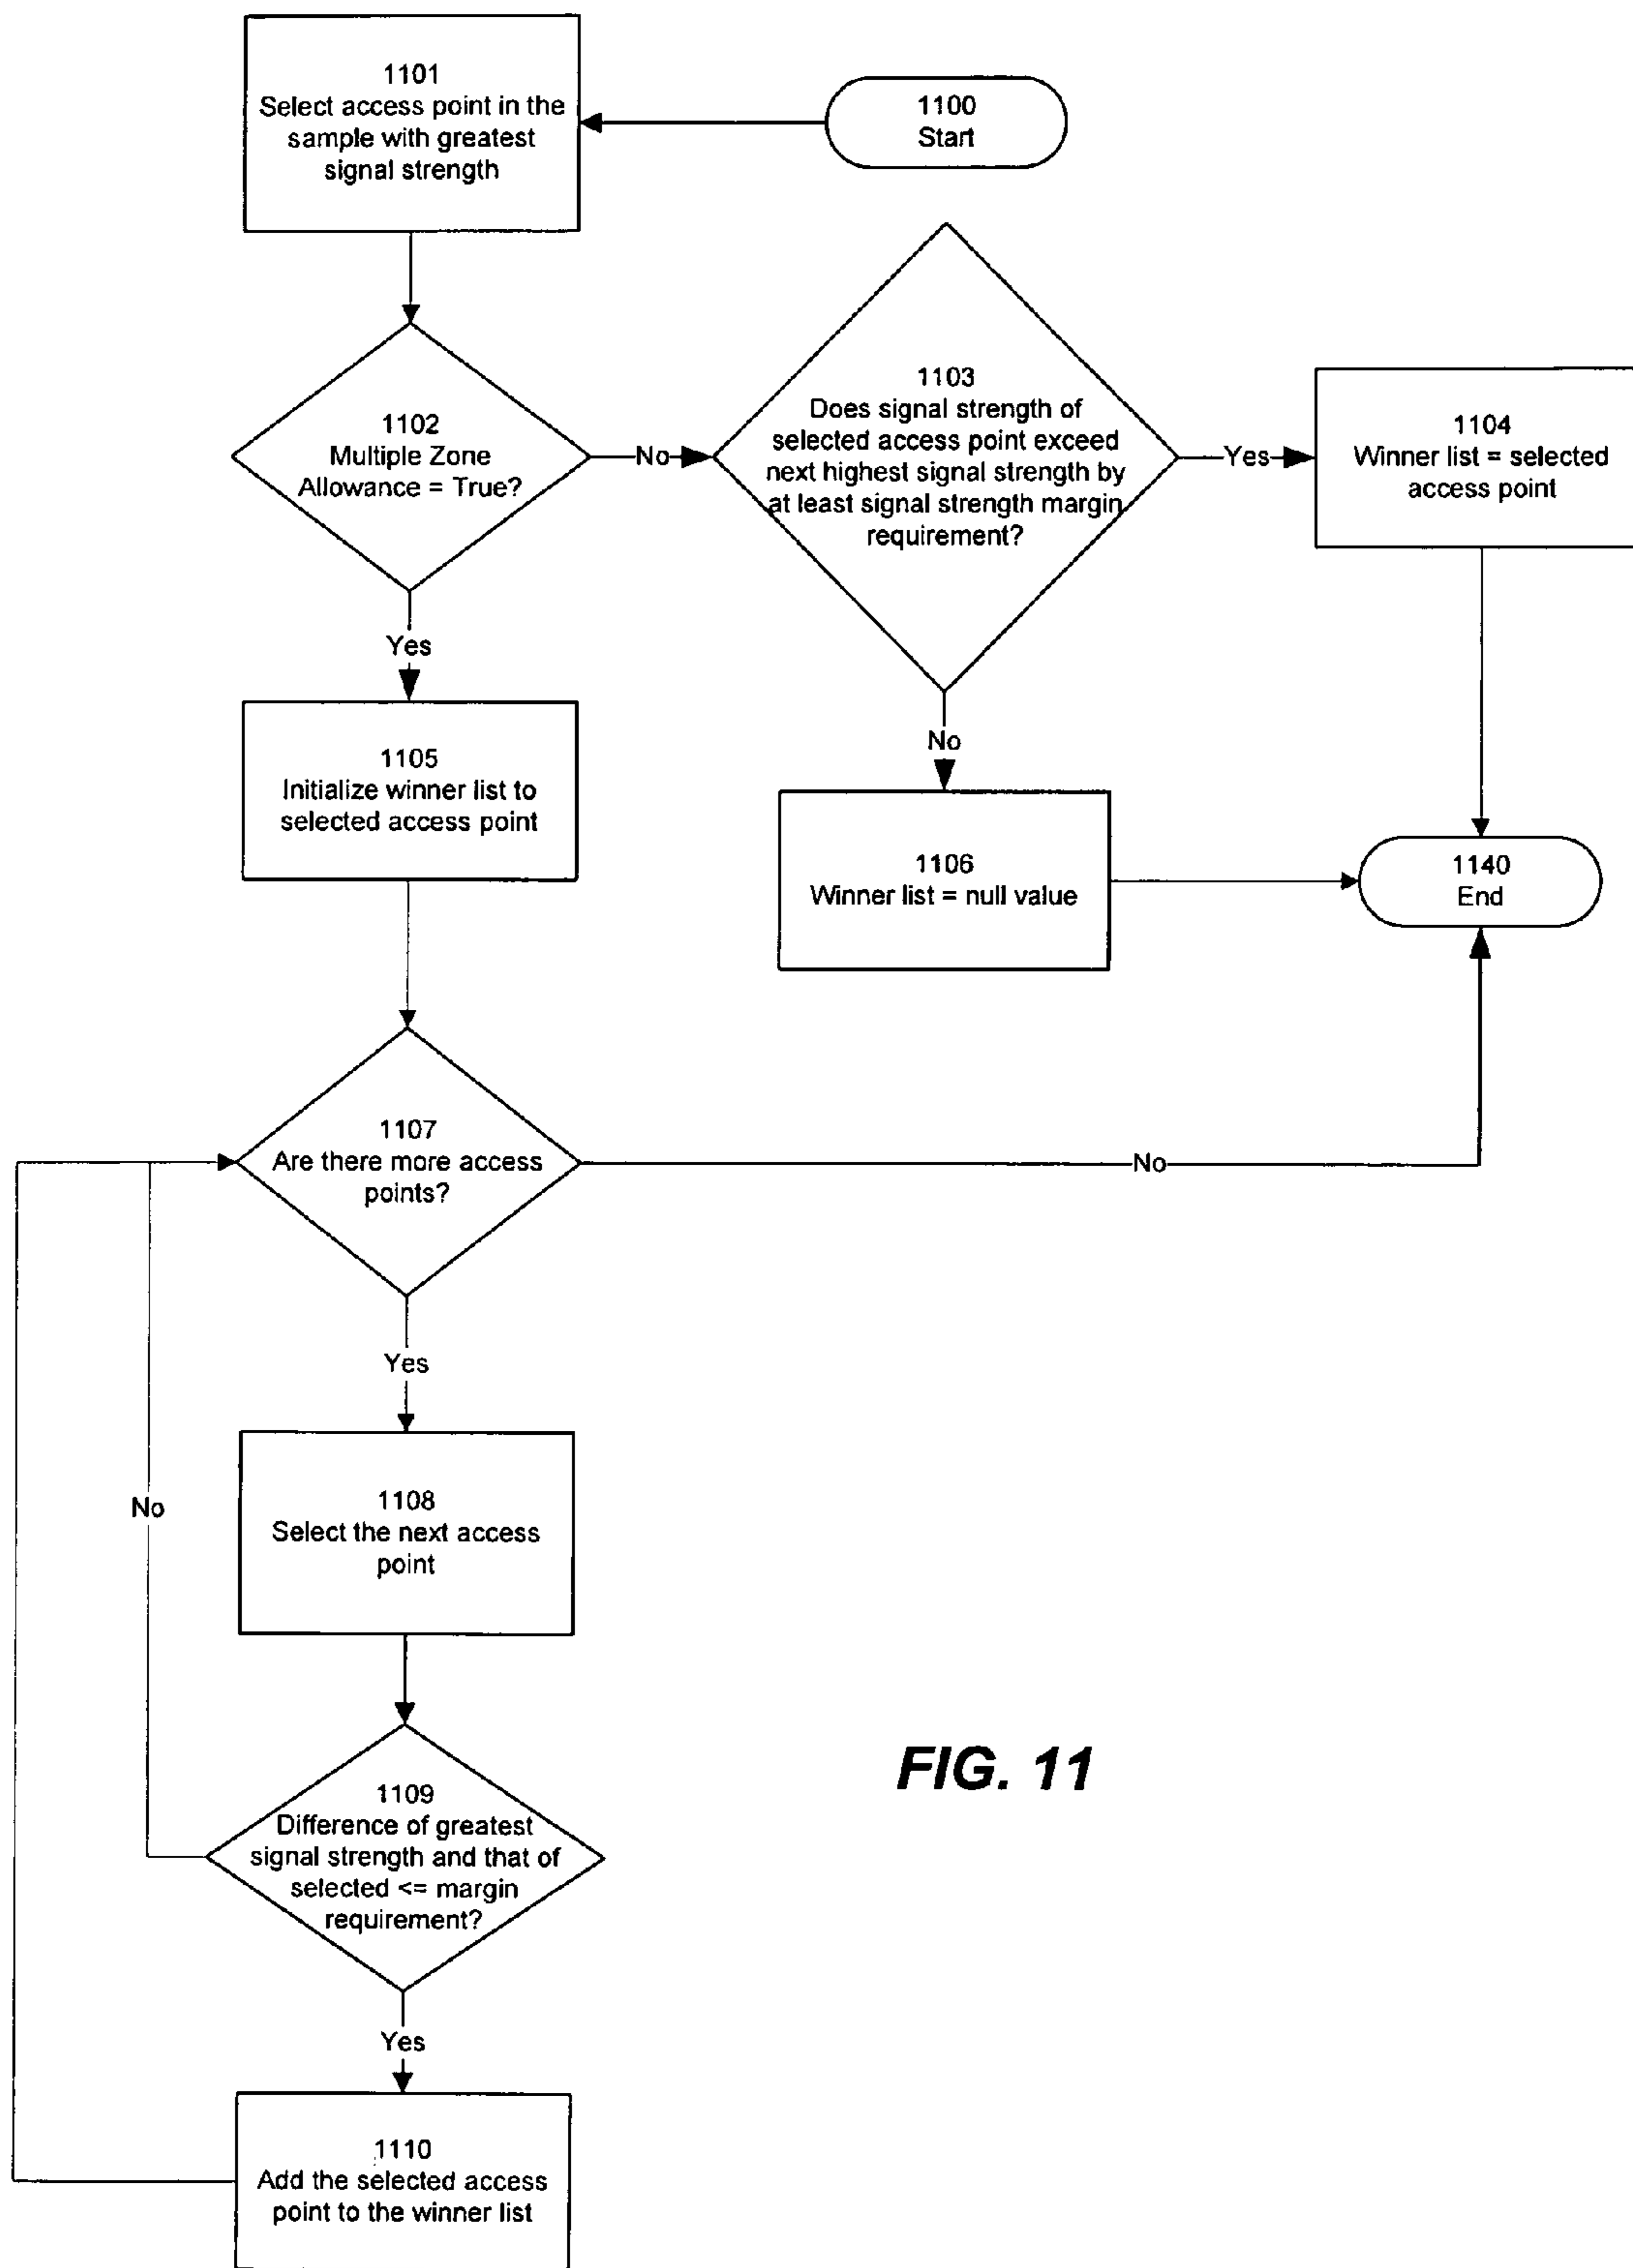 1101
Select access point in the
sample with greatest
signal strength
1100
Start
1102
Multiple Zone
Allowance = True?
No
1103
Does signal strength of
selected access point exceed
next highest signal strength by
at least signal strength margin
requirement?
Yes
1104
Winner list = selected
access point
Yes
No
1105
Initialize winner list to
selected access point
1106
Winner list = null value
1140
End
1107
Are there more access
points?
No
Yes
1108
Select the next access
point
No
1109
Difference of greatest
signal strength and that of
selected <= margin
requirement?
Yes
1110
Add the selected access
point to the winner list
FIG. 11